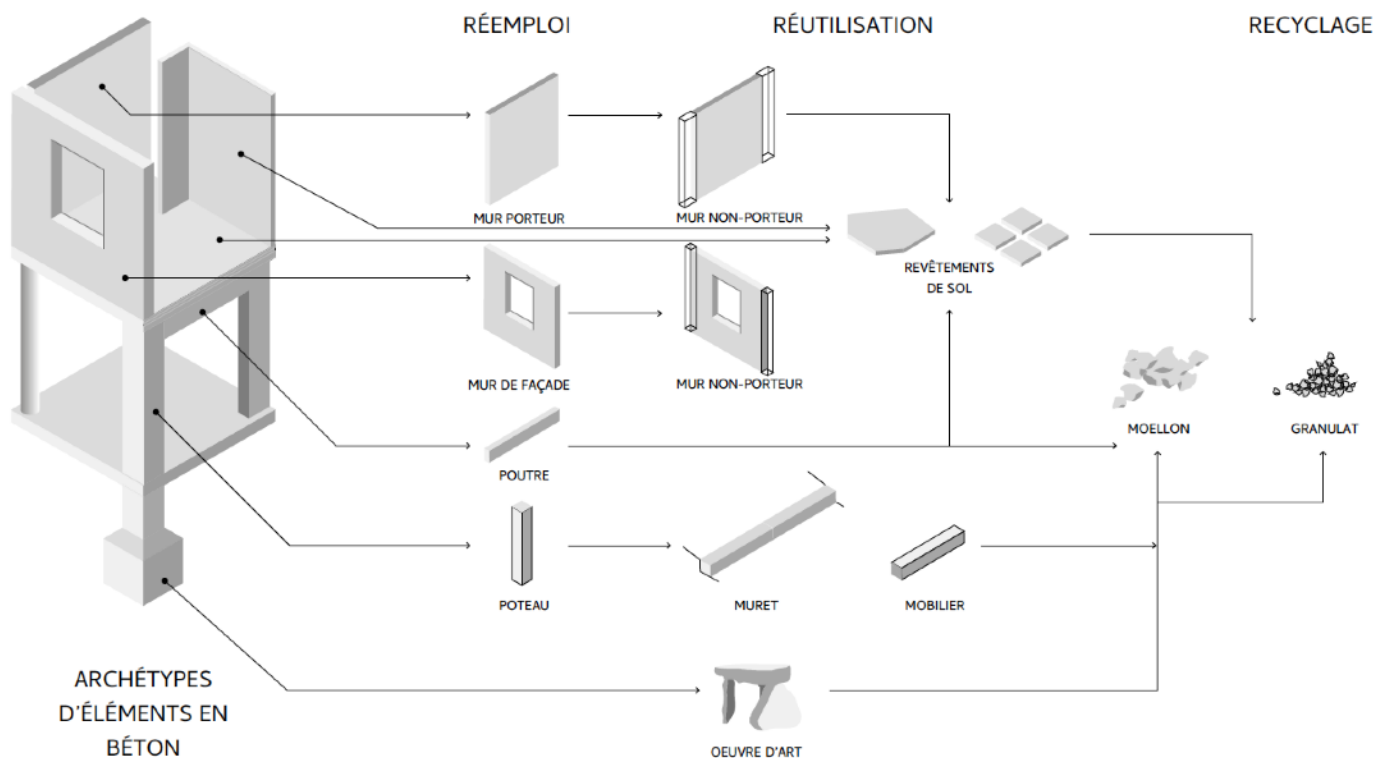 RÉEMPLOI
RÉUTILISATION
RECYCLAGE
MUR PORTEUR
MUR NON-PORTEUR
REVÊTEMENTS
DE SOL
MUR DE FAÇADE
MUR NON-PORTEUR
MOELLON
GRANULAT
POUTRE
POTEAU
MURET
MOBILIER
ARCHÉTYPES
D'ÉLÉMENTS EN
BÉTON
OEUVRE D'ART